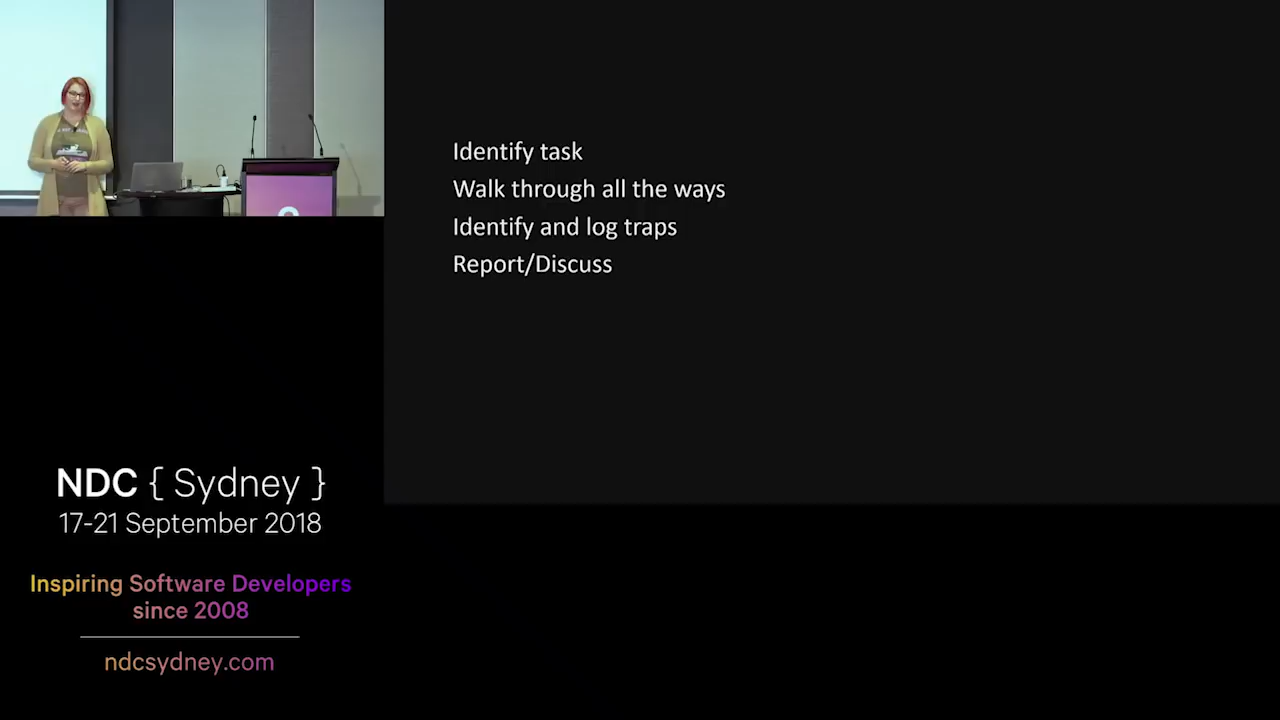 Identify task
Walk through all the ways
Identify and log traps
Report/Discuss
NDC { Sydney }
17-21 September 2018
Inspiring Software Developers
since 2008
ndcsydney.com